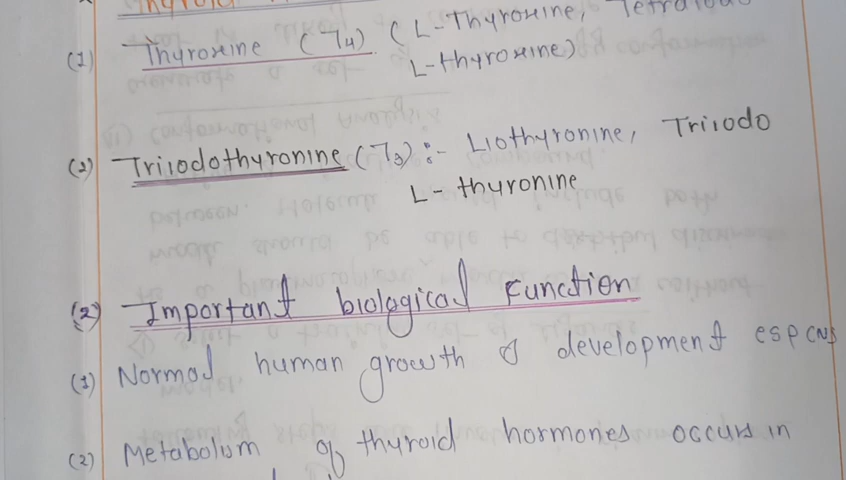 (1) Thyroxine (T4) (L-Thyroxine,
L-thyroxine)
(2) Triiodothyronine (T3) :- Liothyronine, Triiodo
L-thyronine
(2) Important biological Function
(1) Normal human growth & development esp CNS
(2) Metabolism of thyroid hormones occurs in